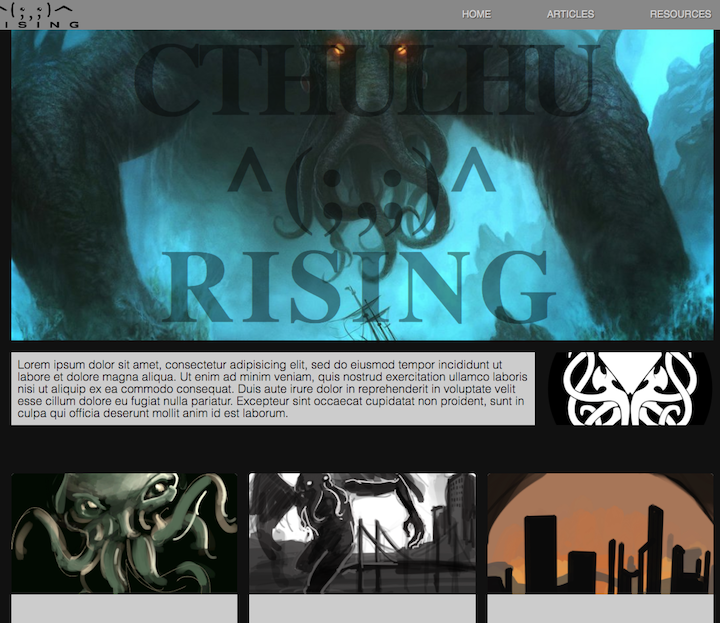 ^(;,;)^
RISING
HOME ARTICLES RESOURCES
CTHULHU
^(;,;)^
RISING
Lorem ipsum dolor sit amet, consectetur adipisicing elit, sed do eiusmod tempor incididunt ut
labore et dolore magna aliqua. Ut enim ad minim veniam, quis nostrud exercitation ullamco laboris
nisi ut aliquip ex ea commodo consequat. Duis aute irure dolor in reprehenderit in voluptate velit
esse cillum dolore eu fugiat nulla pariatur. Excepteur sint occaecat cupidatat non proident, sunt in
culpa qui officia deserunt mollit anim id est laborum.